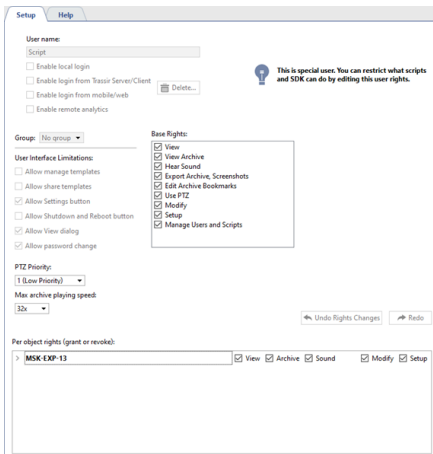 Setup
Help
User name:
Script
Enable local login
Enable login from Trassir Server/Client
Enable login from mobile/web
Enable remote analytics
Delete...
This is special user. You can restrict what scripts
and SDK can do by editing this user rights.
Group: No group
User Interface Limitations:
Allow manage templates
Allow share templates
Allow Settings button
Allow Shutdown and Reboot button
Allow View dialog
Allow password change
Base Rights:
View
View Archive
Hear Sound
Export Archive, Screenshots
Edit Archive Bookmarks
Use PTZ
Modify
Setup
Manage Users and Scripts
PTZ Priority:
1 (Low Priority)
Max archive playing speed:
32x
Undo Rights Changes
Redo
Per object rights (grant or revoke):
MSK-EXP-13 View Archive Sound Modify Setup